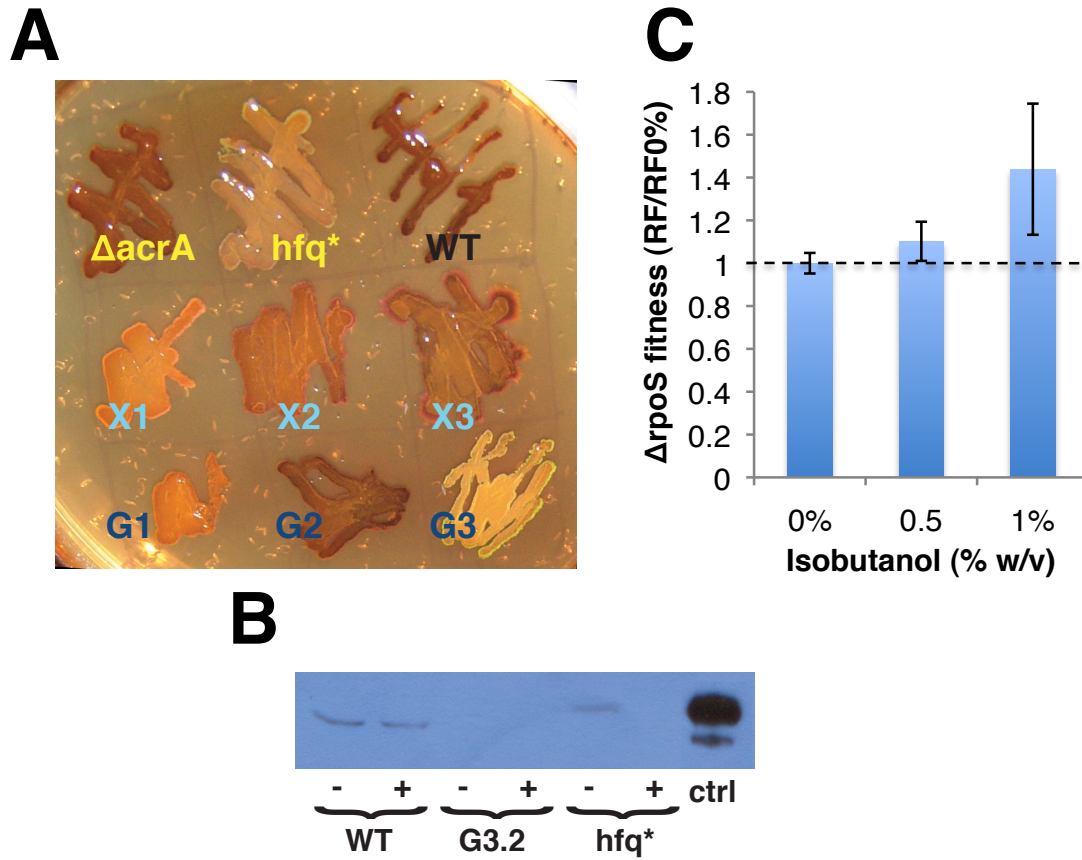 A
ΔacrA
hfq*
WT
X1
X2
X3
G1
G2
G3
B
- + - + - + ctrl
WT G3.2 hfq*
C
ΔrpoS fitness (RF/RF0%)
1.8
1.6
1.4
1.2
1
0.8
0.6
0.4
0.2
0
0% 0.5 1%
Isobutanol (% w/v)